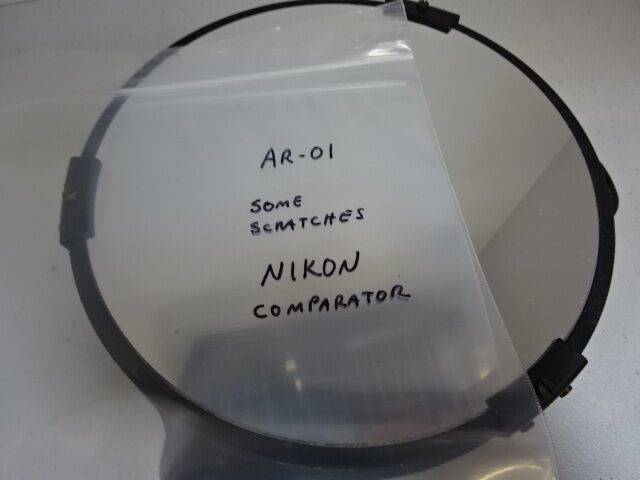 AR-01
SOME
SCRATCHES
NIKON
COMPARATOR